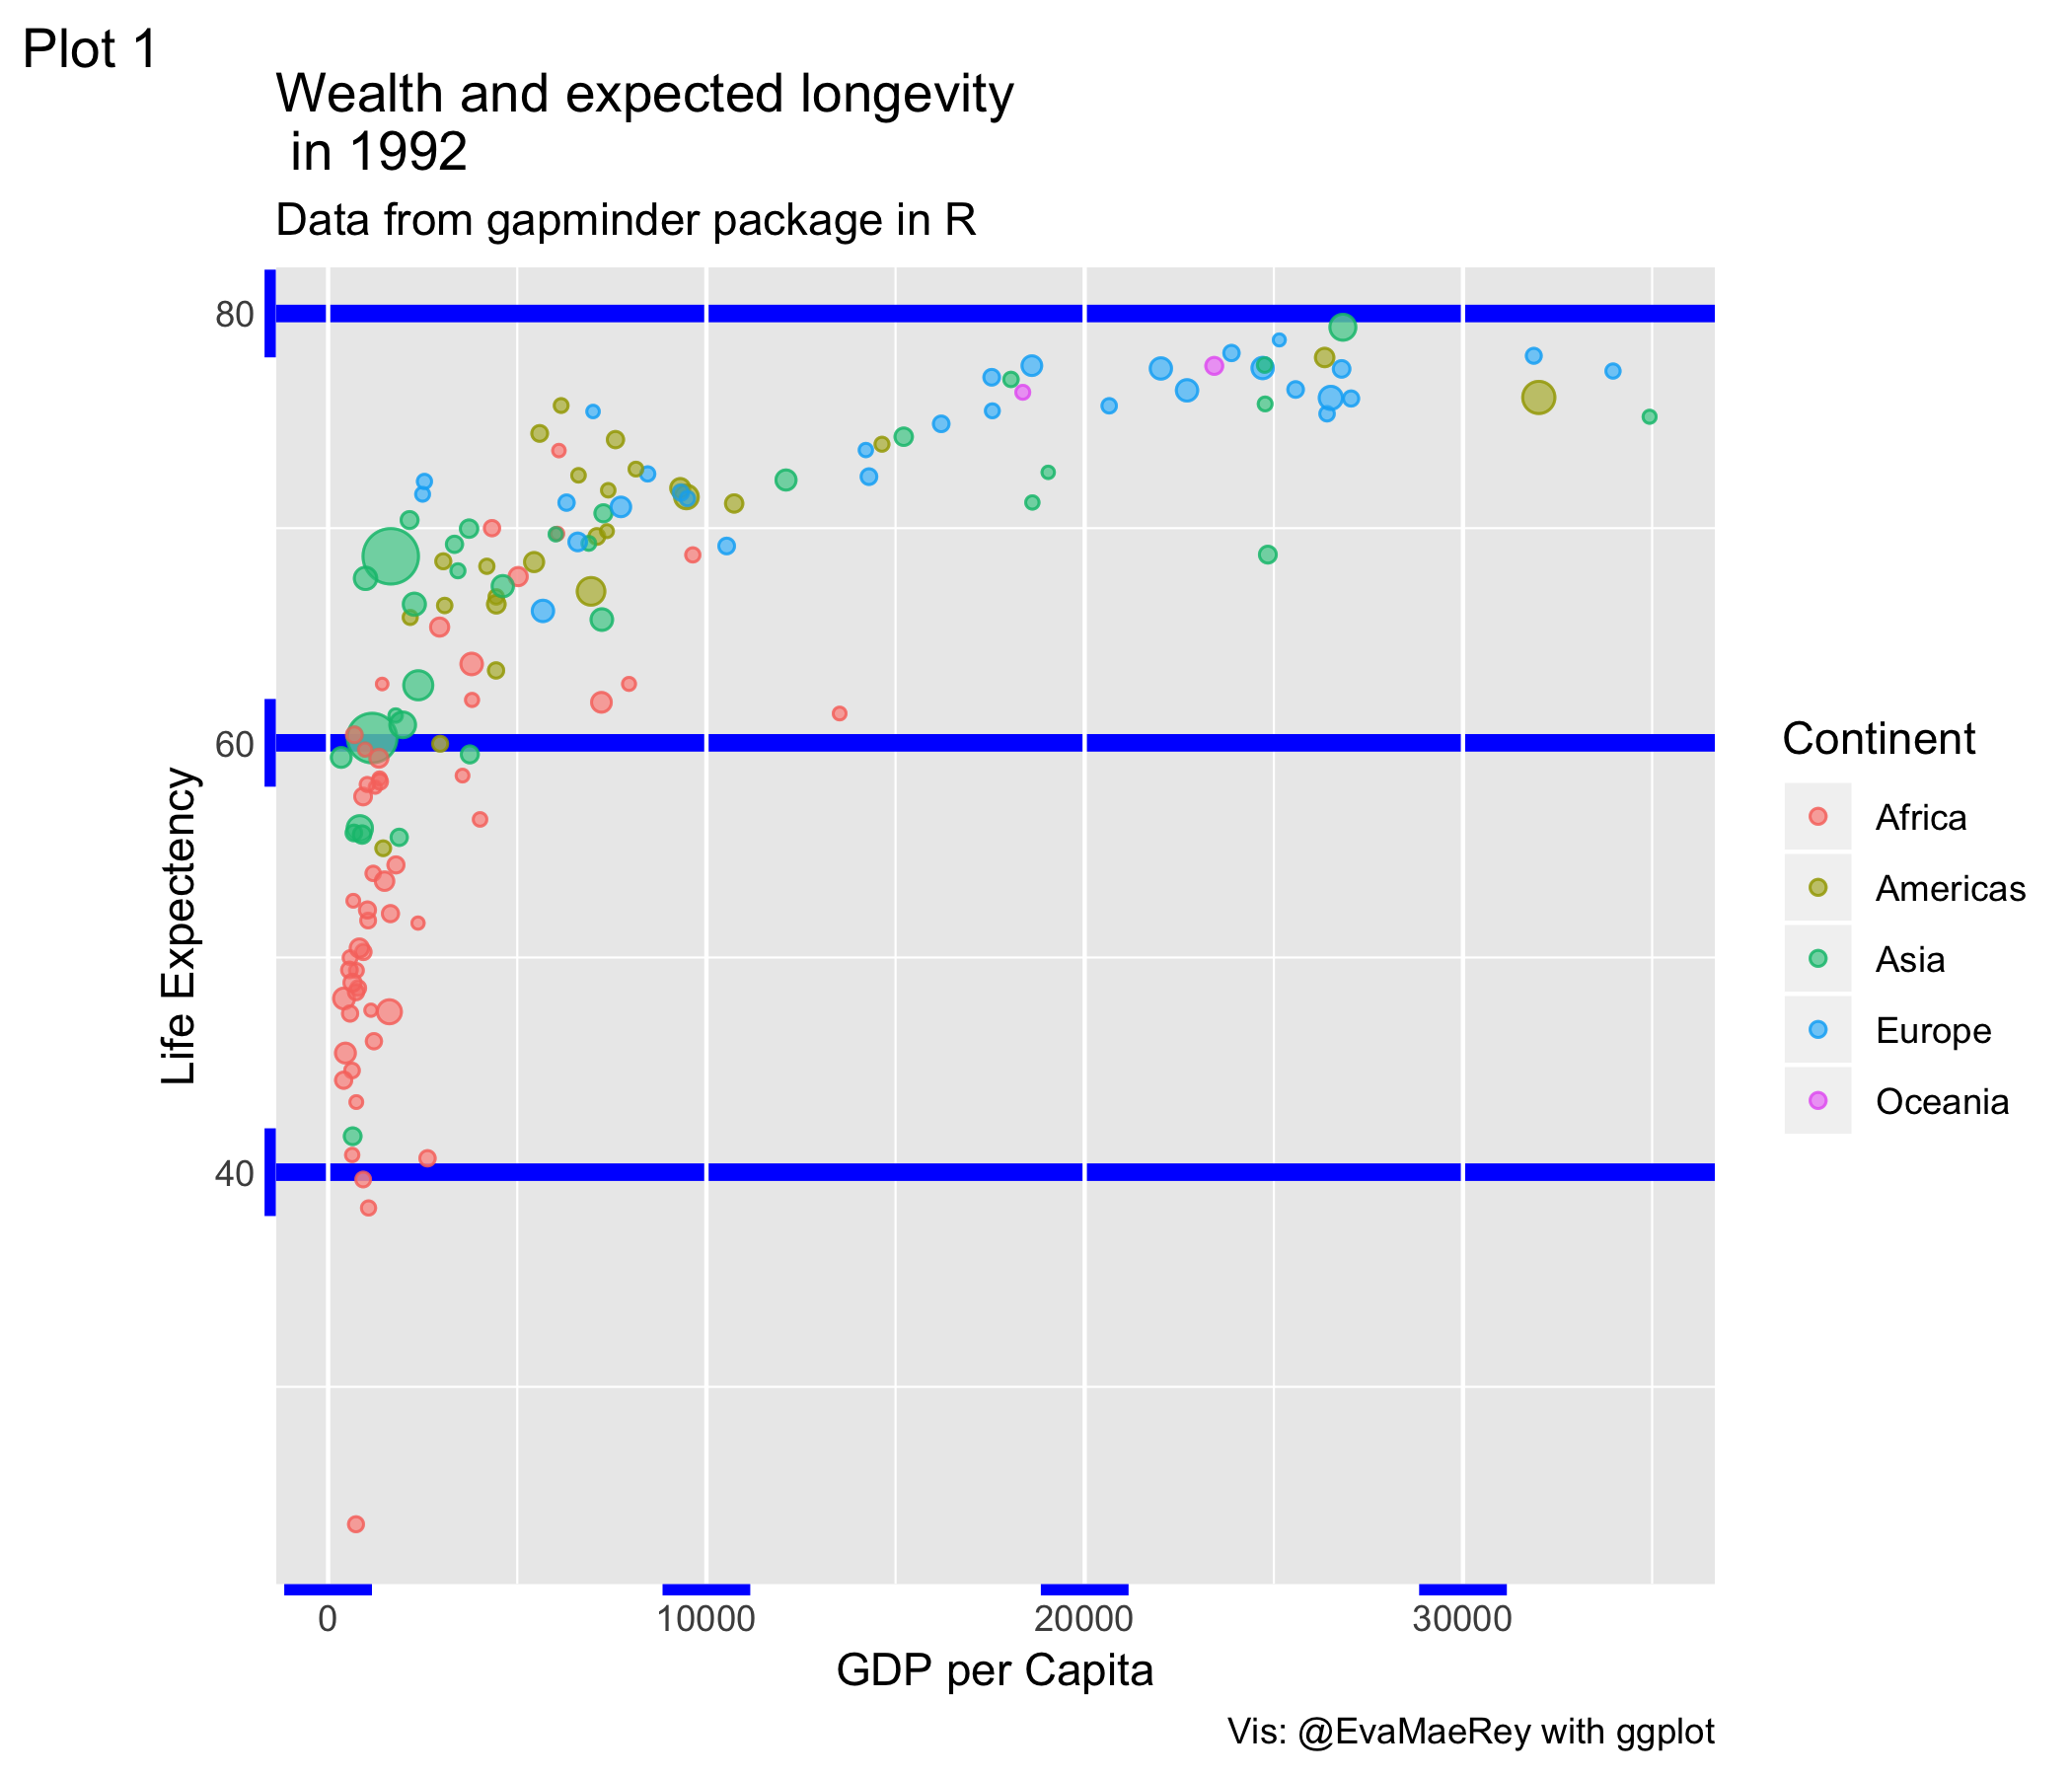 Plot 1
Wealth and expected longevity
in 1992
Data from gapminder package in R
80
60
40
Life Expectency
0 10000 20000 30000
GDP per Capita
Continent
Africa
Americas
Asia
Europe
Oceania
Vis: @EvaMaeRey with ggplot